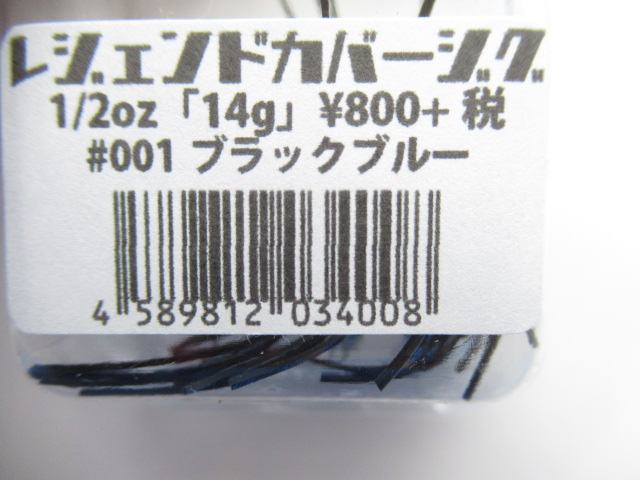 レジェンドカバージグ
1/2oz「14g」¥800+ 税
#001 ブラックブルー
4 589812 034008